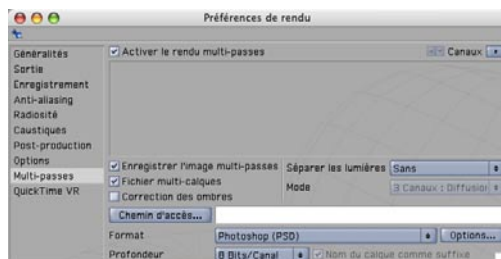 Préférences de rendu
Généralités
Sortie
Enregistrement
Anti-aliasing
Radiosité
Caustiques
Post-production
Options
Multi-passes
QuickTime VR
Activer le rendu multi-passes
Canaux
Enregistrer l'image multi-passes
Séparer les lumières
Sans
Fichier multi-calques
Mode
3 Canaux : Diffusion
Correction des ombres
Chemin d'accès...
Format
Photoshop (PSD)
Options...
Profondeur
8 Bits/Canal
Nom du calque comme suffixe